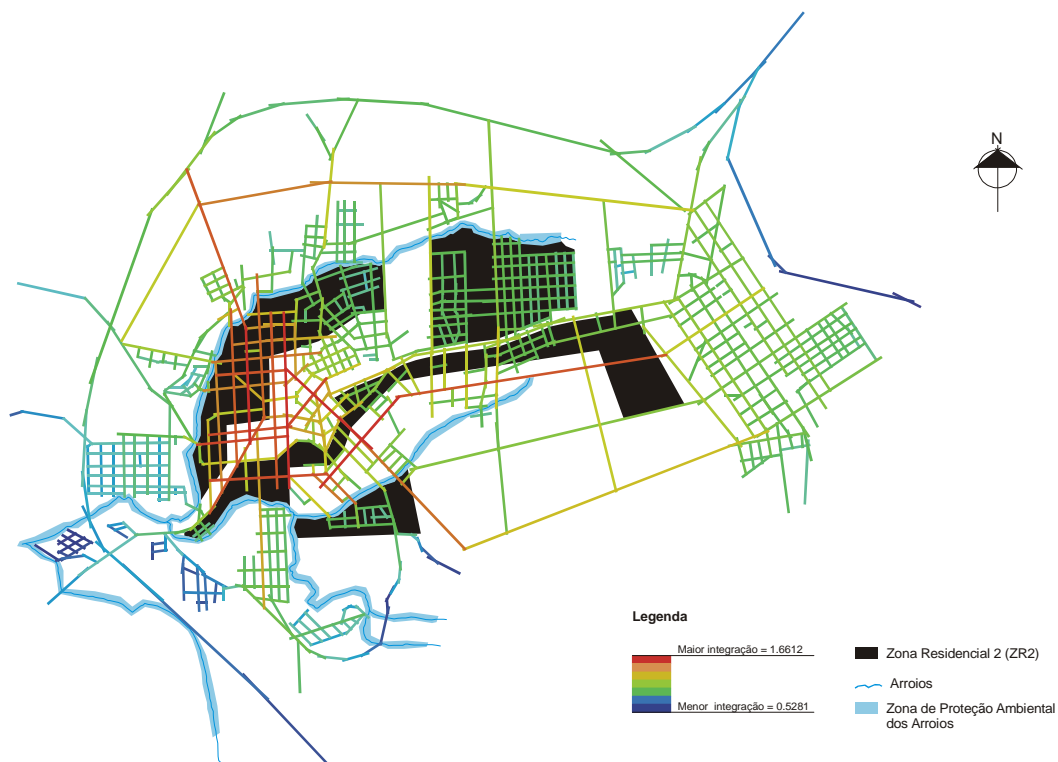 N
Legenda
Maior integração = 1.6612
Menor integração = 0.5281
Zona Residencial 2 (ZR2)
Arroios
Zona de Proteção Ambiental
dos Arroios